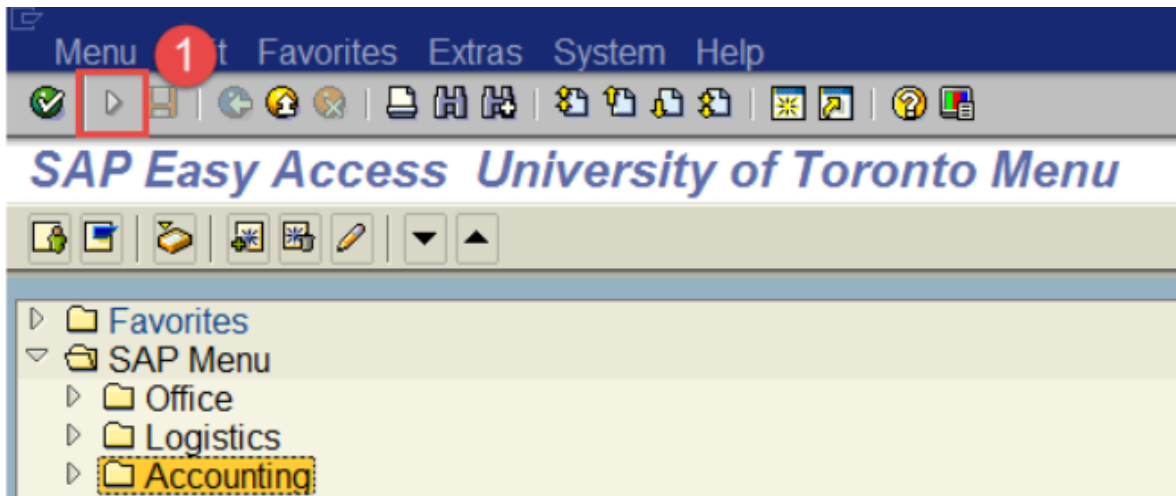 Menu 1 it Favorites Extras System Help
SAP Easy Access University of Toronto Menu
Favorites
SAP Menu
Office
Logistics
Accounting